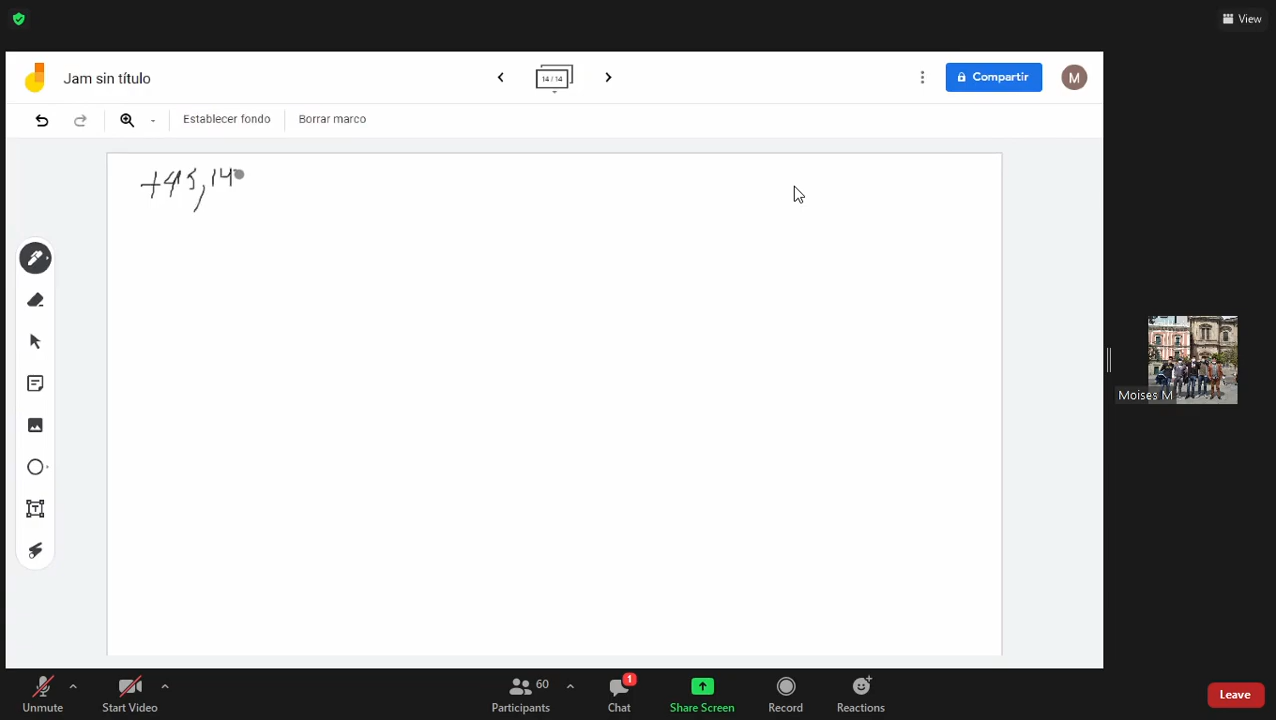 View
Jam sin título
14 / 14
Compartir
M
Establecer fondo
Borrar marco
+45,14
Moises M
Unmute
Start Video
60
Participants
1
Chat
Share Screen
Record
Reactions
Leave